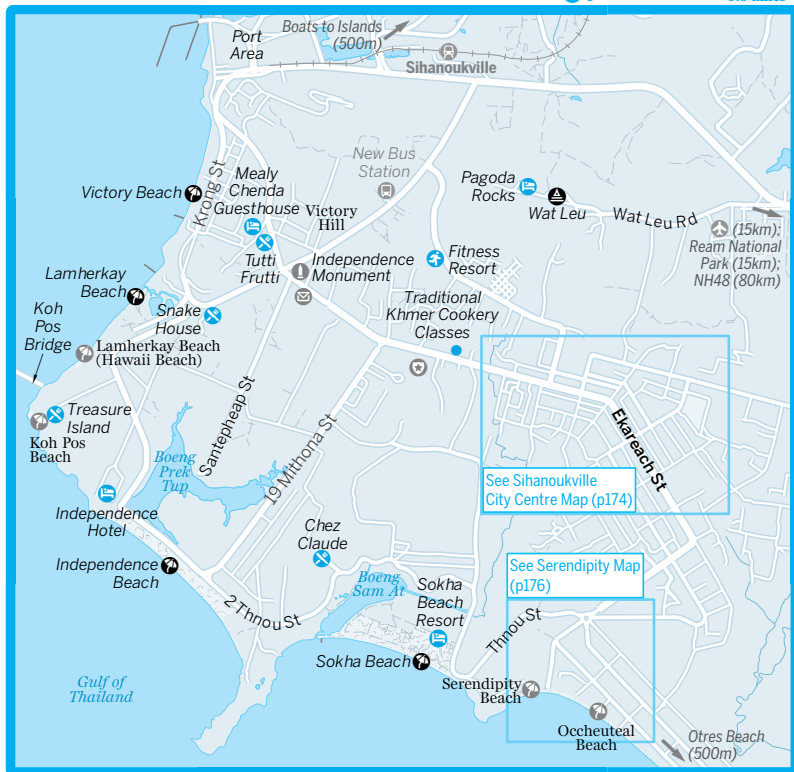 Boats to Islands
(500m)
Port
Area
Sihanoukville
New Bus
Station
Mealy
Chenda
Guesthouse
Victory
Hill
Pagoda
Rocks
Wat Leu
Wat Leu Rd
Victory Beach
Krong St
(15km);
Ream National
Park (15km);
NH48 (80km)
Tutti
Frutti
Independence
Monument
Fitness
Resort
Lamherkay
Beach
Snake
House
Traditional
Khmer Cookery
Classes
Koh
Pos
Bridge
Lamherkay Beach
(Hawaii Beach)
Treasure
Island
Koh Pos
Beach
Santepheap St
19 Mithona St
Ekareach St
Boeng
Prek
Tup
See Sihanoukville
City Centre Map (p174)
Independence
Hotel
Chez
Claude
Independence
Beach
See Serendipity Map
(p176)
2 Thnou St
Boeng
Sam At
Sokha
Beach
Resort
Thnou St
Sokha Beach
Gulf of
Thailand
Serendipity
Beach
Occheuteal
Beach
Otres Beach
(500m)